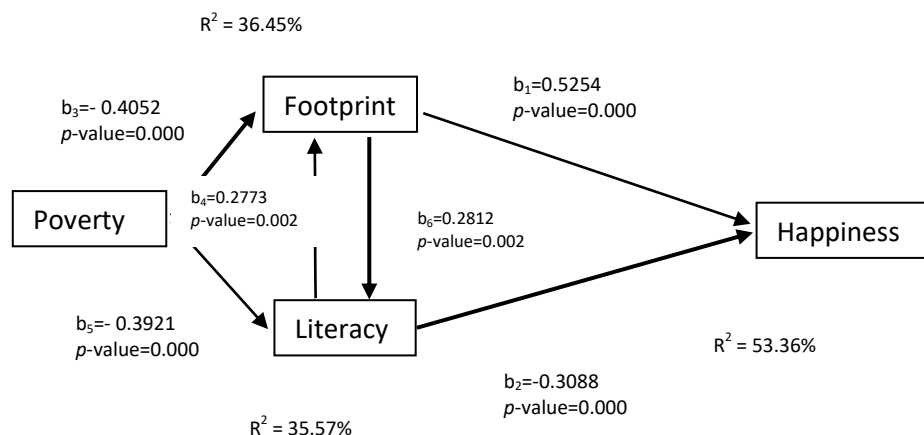 R² = 36.45%
b₃=- 0.4052
p-value=0.000
Footprint
b₁=0.5254
p-value=0.000
Poverty
b₄=0.2773
p-value=0.002
b₆=0.2812
p-value=0.002
Happiness
b₅=- 0.3921
p-value=0.000
Literacy
R² = 53.36%
b₂=-0.3088
p-value=0.000
R² = 35.57%